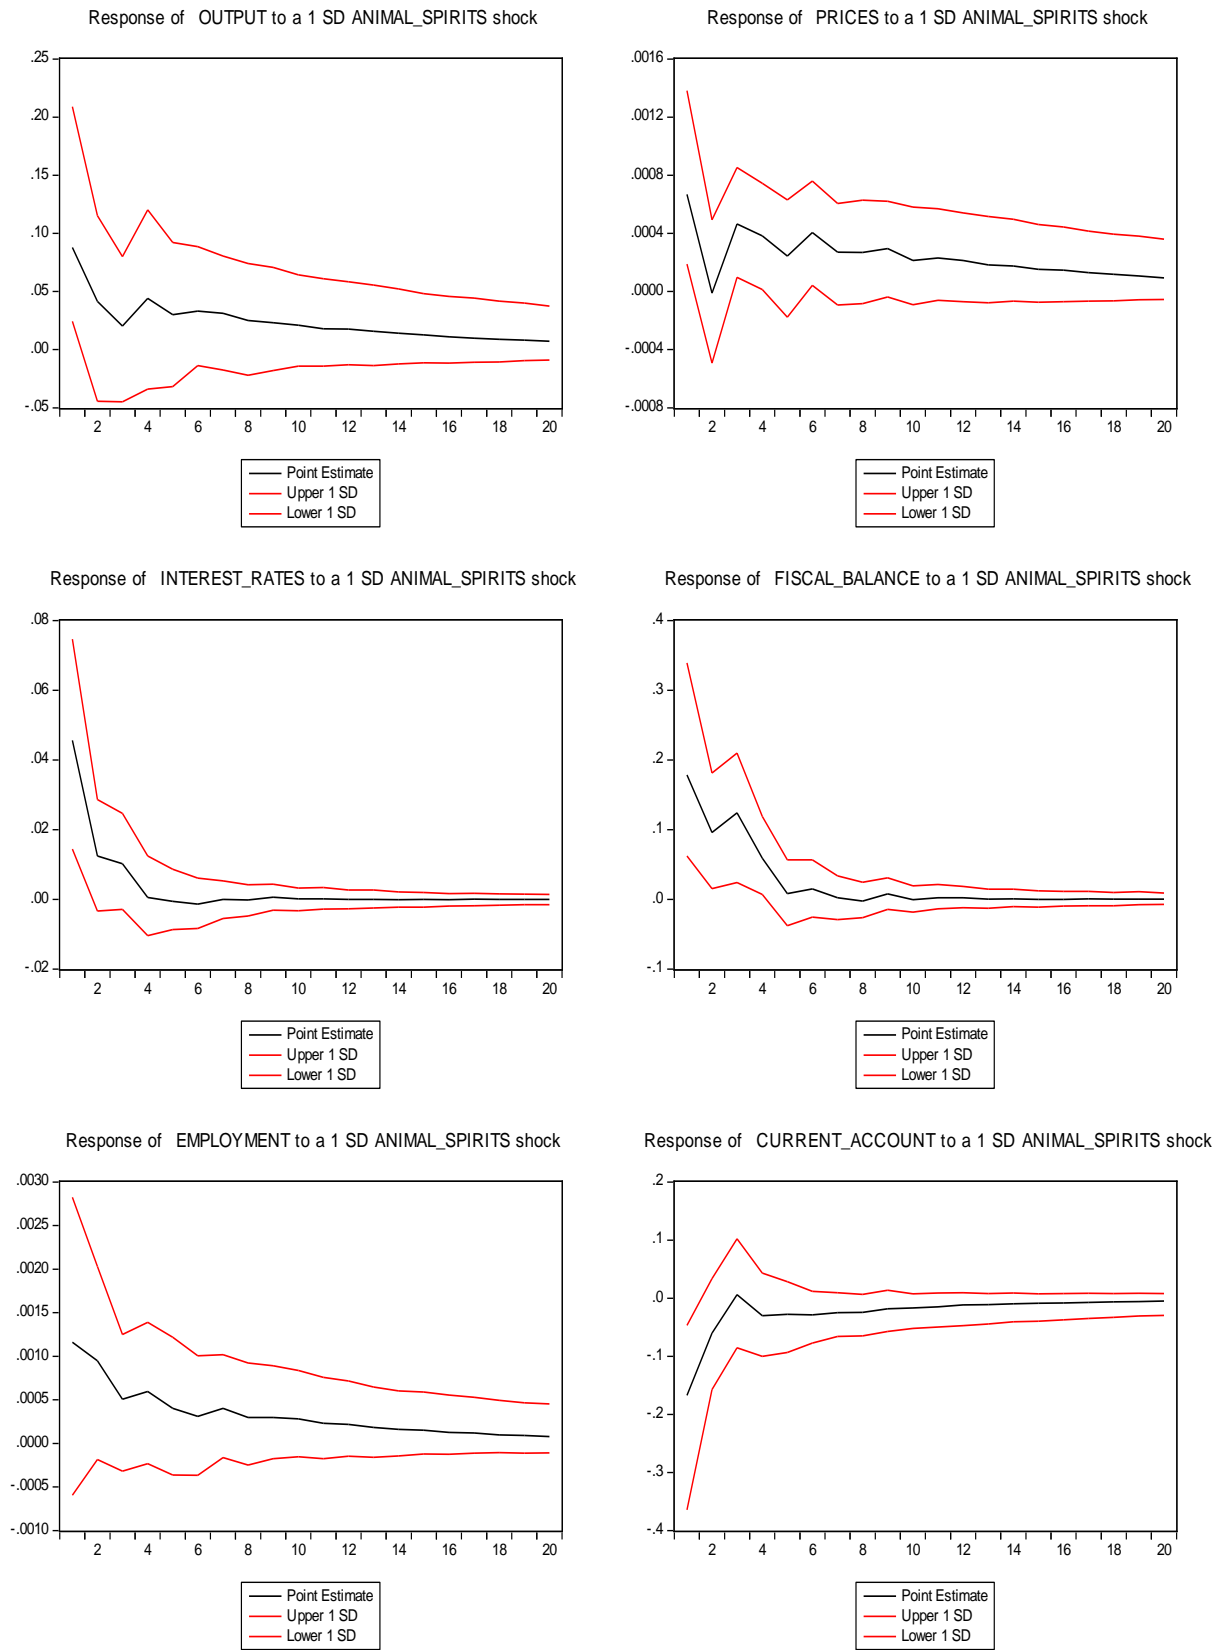 Response of OUTPUT to a 1 SD ANIMAL_SPIRITS shock
.25
.20
.15
.10
.05
.00
-.05
2 4 6 8 10 12 14 16 18 20
Point Estimate
Upper 1 SD
Lower 1 SD
Response of PRICES to a 1 SD ANIMAL_SPIRITS shock
.0016
.0012
.0008
.0004
.0000
-.0004
-.0008
2 4 6 8 10 12 14 16 18 20
Point Estimate
Upper 1 SD
Lower 1 SD
Response of INTEREST_RATES to a 1 SD ANIMAL_SPIRITS shock
.08
.06
.04
.02
.00
-.02
2 4 6 8 10 12 14 16 18 20
Point Estimate
Upper 1 SD
Lower 1 SD
Response of FISCAL_BALANCE to a 1 SD ANIMAL_SPIRITS shock
.4
.3
.2
.1
.0
-.1
2 4 6 8 10 12 14 16 18 20
Point Estimate
Upper 1 SD
Lower 1 SD
Response of EMPLOYMENT to a 1 SD ANIMAL_SPIRITS shock
.0030
.0025
.0020
.0015
.0010
.0005
.0000
-.0005
-.0010
2 4 6 8 10 12 14 16 18 20
Point Estimate
Upper 1 SD
Lower 1 SD
Response of CURRENT_ACCOUNT to a 1 SD ANIMAL_SPIRITS shock
.2
.1
.0
-.1
-.2
-.3
-.4
2 4 6 8 10 12 14 16 18 20
Point Estimate
Upper 1 SD
Lower 1 SD